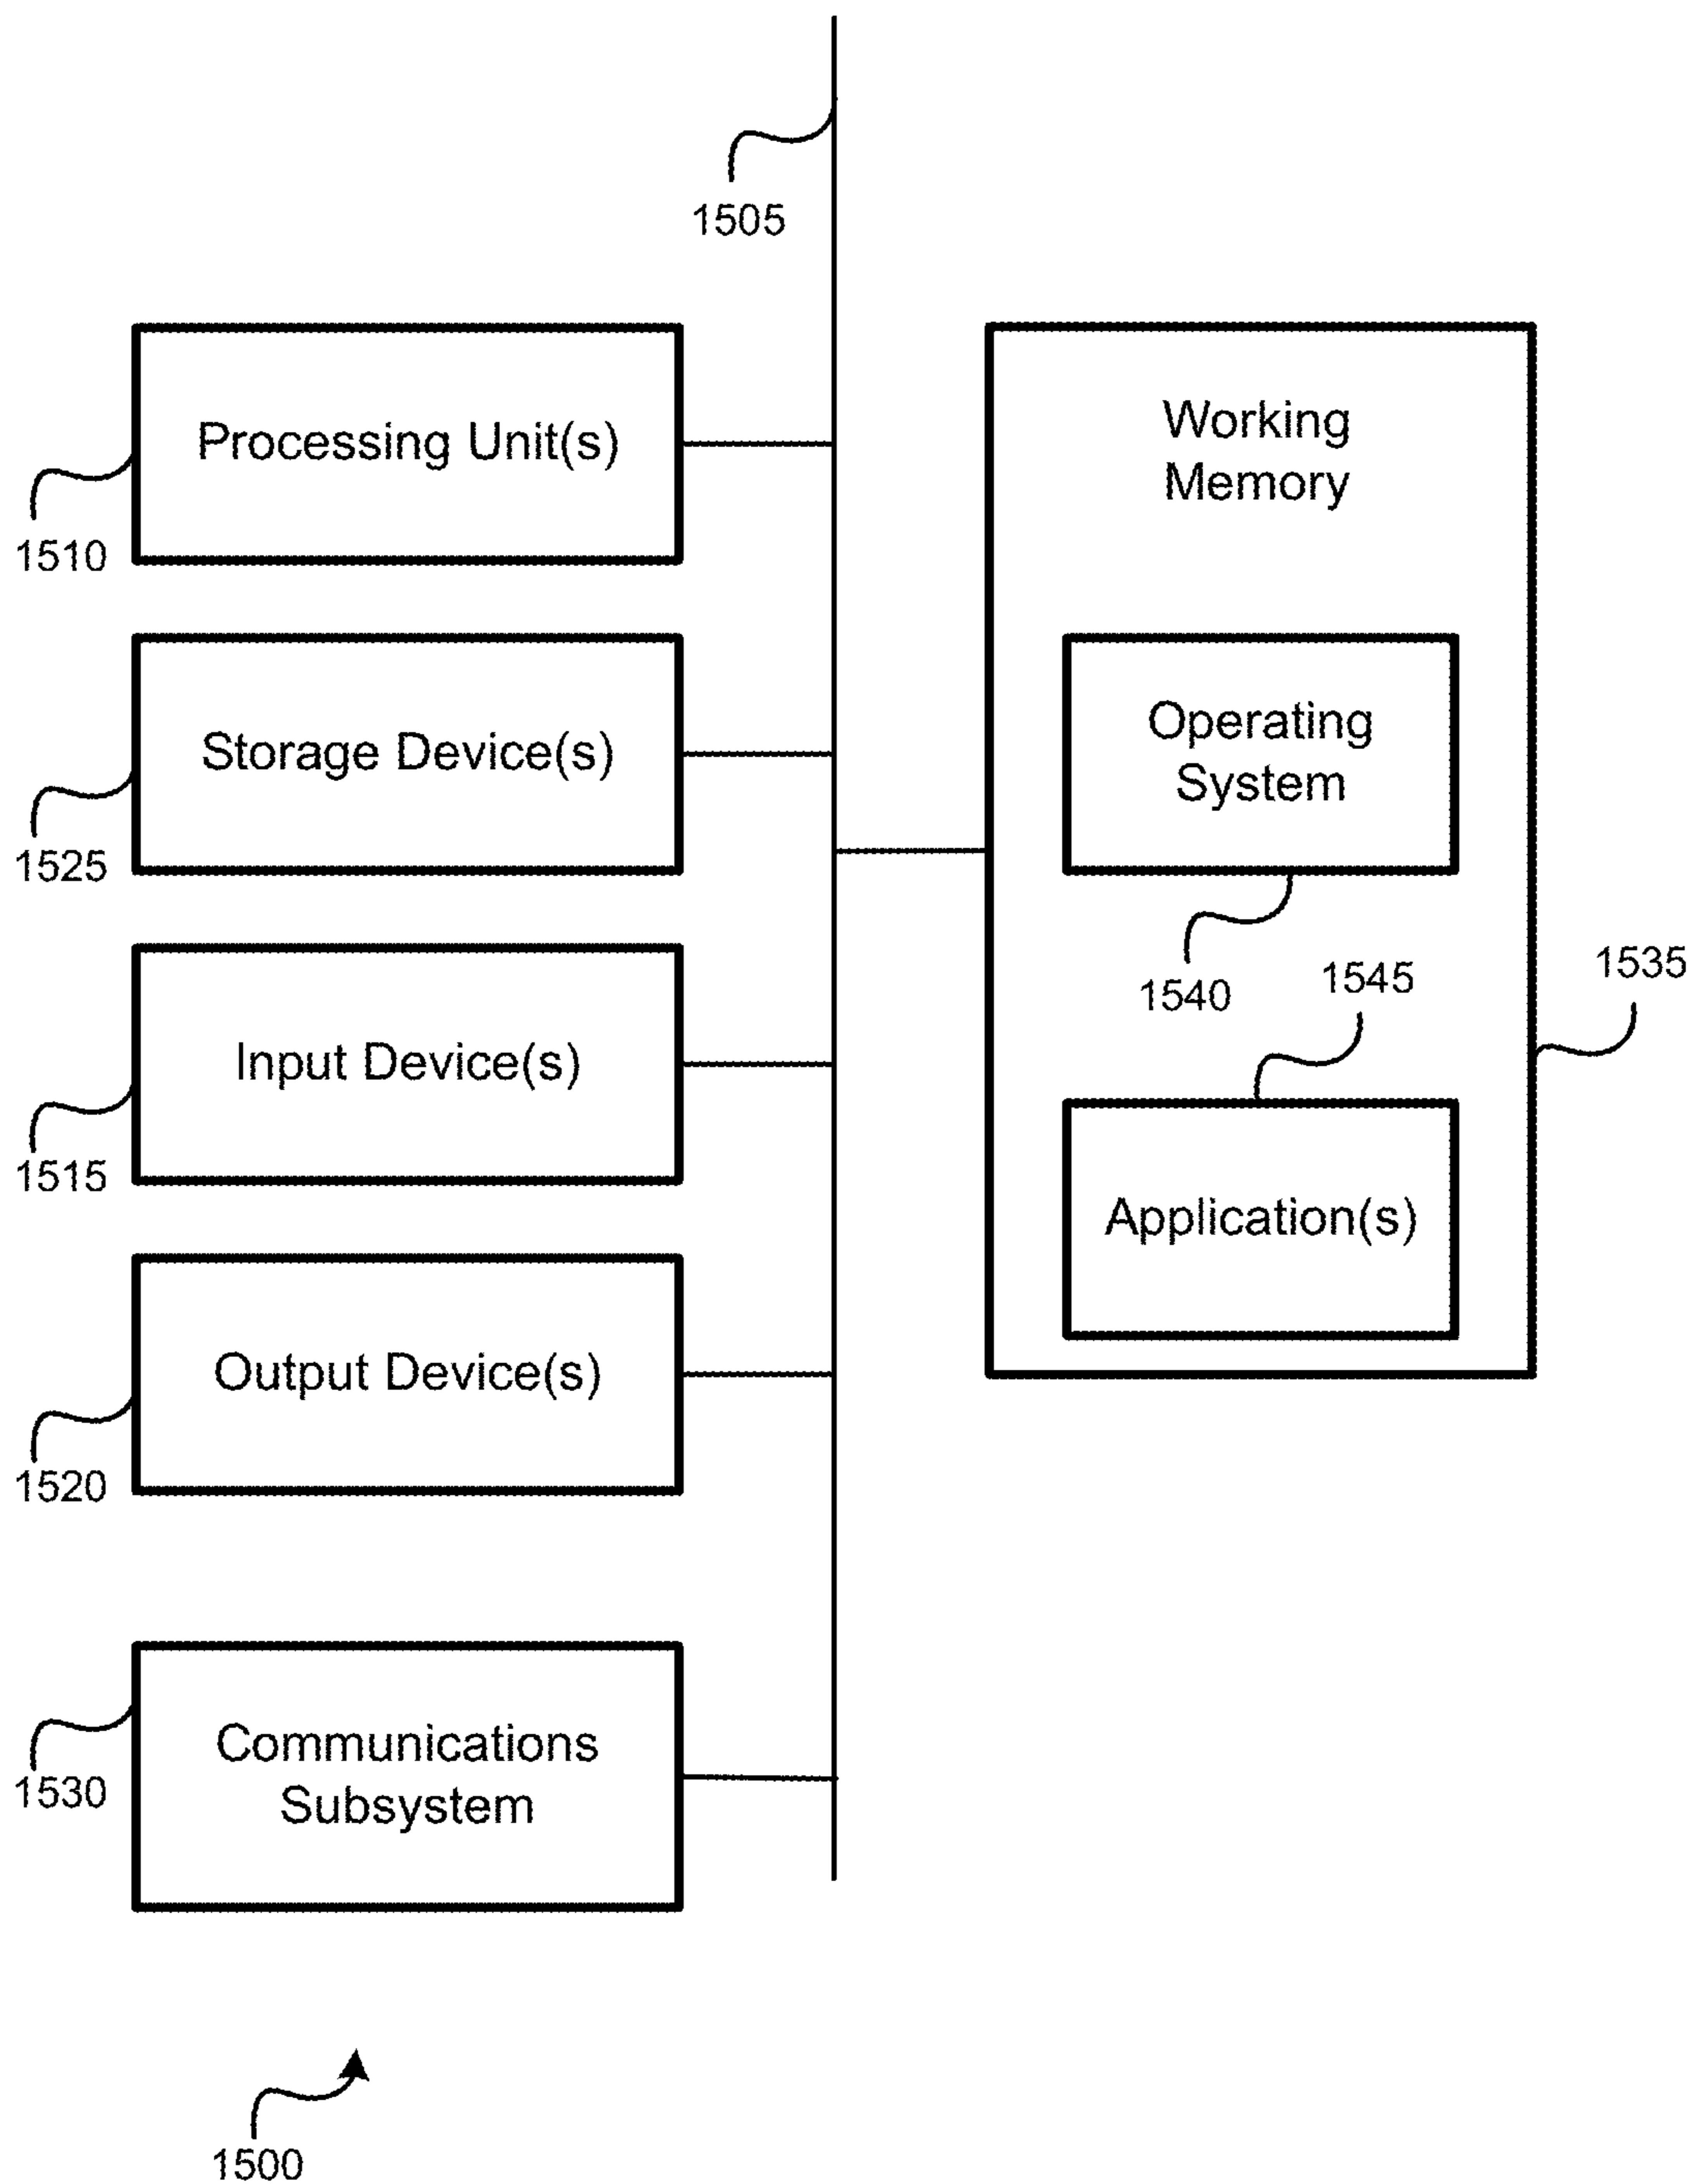 1505
Processing Unit(s)
1510
Storage Device(s)
1525
Input Device(s)
1515
Output Device(s)
1520
Communications
Subsystem
1530
Working
Memory
Operating
System
1540
1545
1535
Application(s)
1500